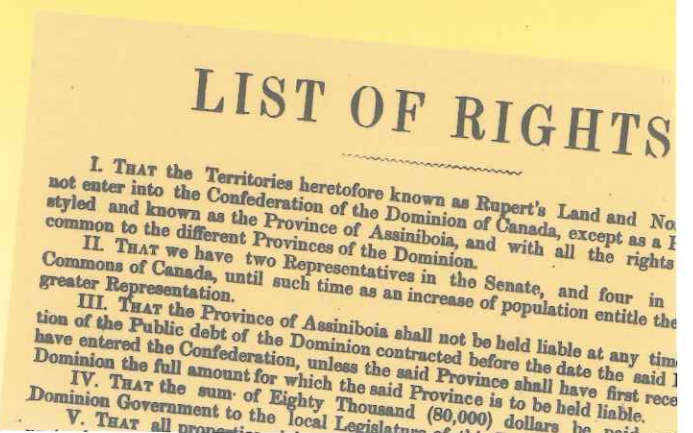 LIST OF RIGHTS
I. THAT the Territories heretofore known as Rupert's Land and No
not enter into the Confederation of the Dominion of Canada, except as a
styled and known as the Province of Assiniboia, and with all the rights
common to the different Provinces of the Dominion.
II. THAT we have two Representatives in the Senate, and four in
Commons of Canada, until such time as an increase of population entitle the
greater Representation.
III. THAT the Province of Assiniboia shall not be held liable at any time
tion of the Public debt of the Dominion contracted before the date the said
have entered the Confederation, unless the said Province shall have first rece
Dominion the full amount for which the said Province is to be held liable.
IV. THAT the sum of Eighty Thousand (80,000) dollars be paid
Dominion Government to the local Legislature of this
V. THAT all properties